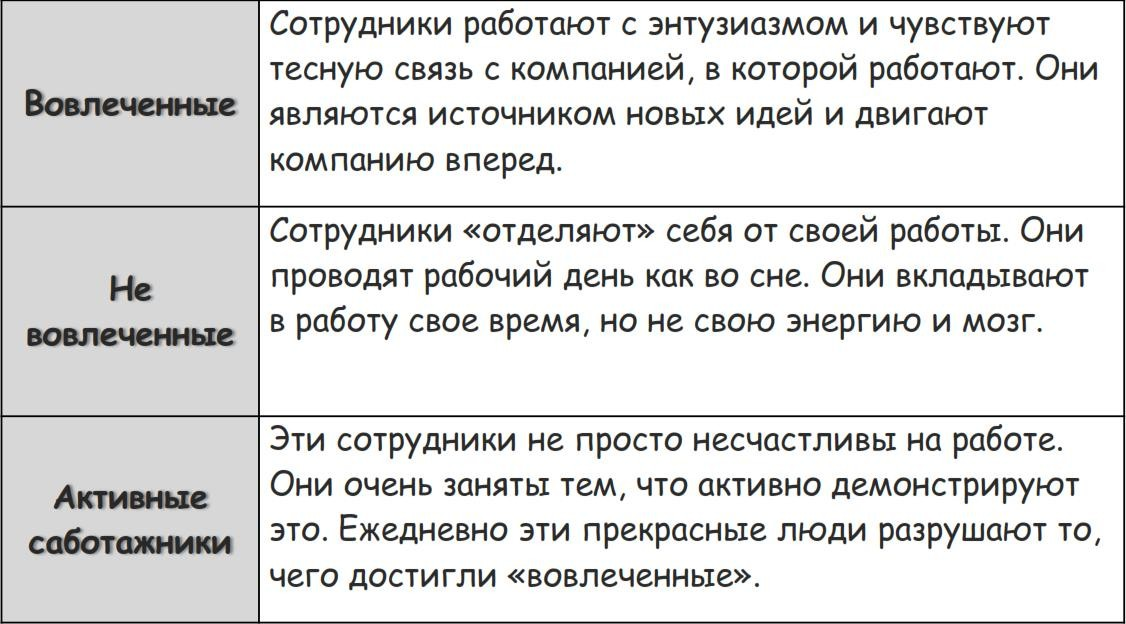 Вовлеченные
Сотрудники работают с энтузиазмом и чувствуют
тесную связь с компанией, в которой работают. Они
являются источником новых идей и двигают
компанию вперед.
Не
вовлеченные
Сотрудники «отделяют» себя от своей работы. Они
проводят рабочий день как во сне. Они вкладывают
в работу свое время, но не свою энергию и мозг.
Активные
саботажники
Эти сотрудники не просто несчастливы на работе.
Они очень заняты тем, что активно демонстрируют
это. Ежедневно эти прекрасные люди разрушают то,
чего достигли «вовлеченные».